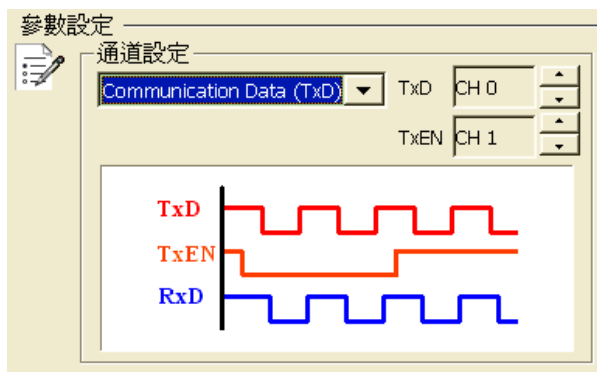 參數設定
通道設定
Communication Data (TxD) TxD CH 0
TxEN CH 1
TxD
TxEN
RxD